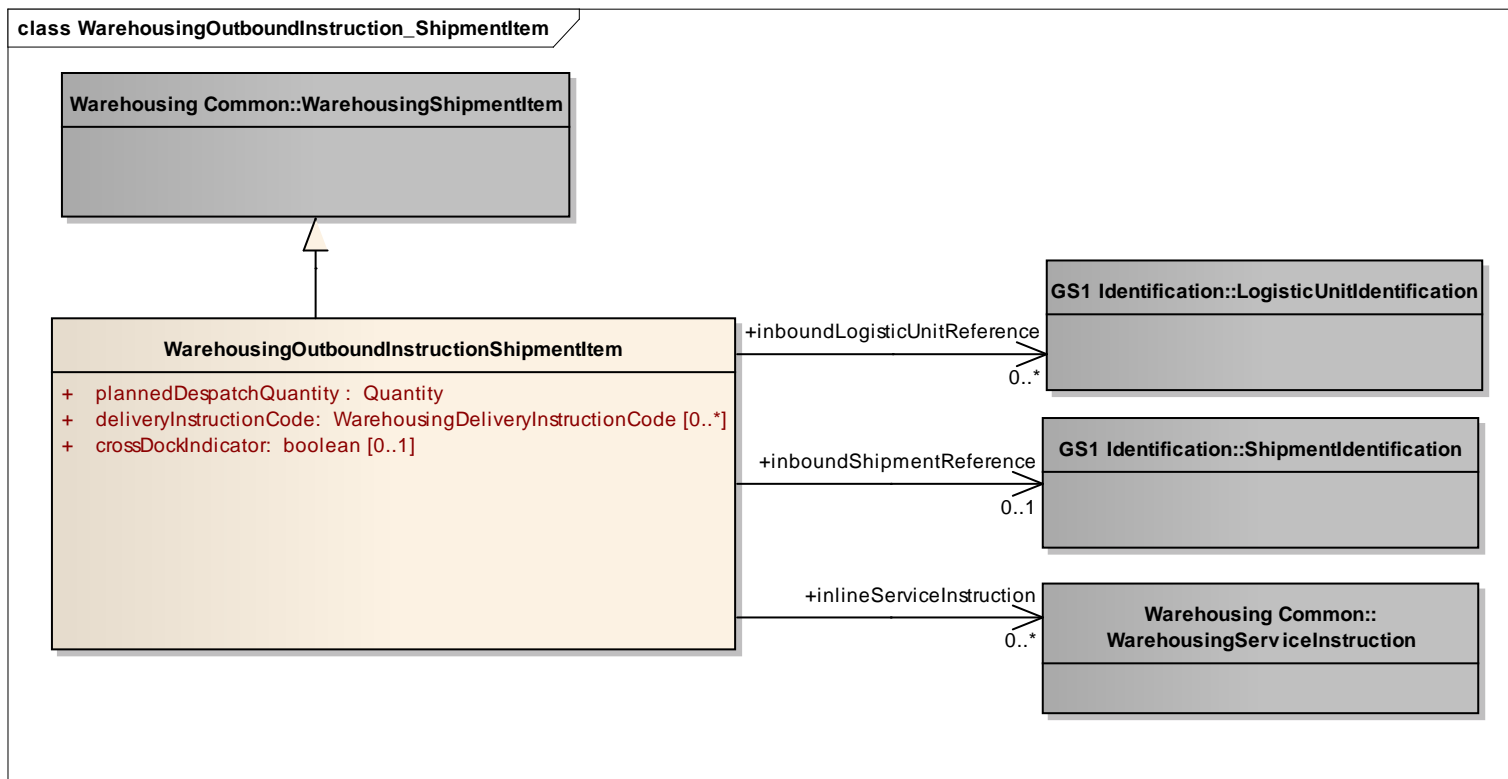 class WarehousingOutboundInstruction_ShipmentItem
Warehousing Common::WarehousingShipmentItem
WarehousingOutboundInstructionShipmentItem
+ plannedDespatchQuantity : Quantity
+ deliveryInstructionCode: WarehousingDeliveryInstructionCode [0..*]
+ crossDockIndicator: boolean [0..1]
+inboundLogisticUnitReference
0..*
GS1 Identification::LogisticUnitIdentification
+inboundShipmentReference
0..1
GS1 Identification::ShipmentIdentification
+inlineServiceInstruction
0..*
Warehousing Common::
WarehousingServiceInstruction